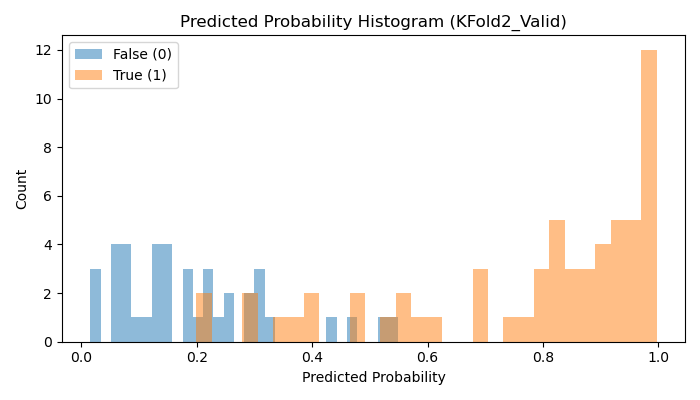 Predicted Probability Histogram (KFold2_Valid)
False (0)
True (1)
Count
12
10
8
6
4
2
0
0.0 0.2 0.4 0.6 0.8 1.0
Predicted Probability